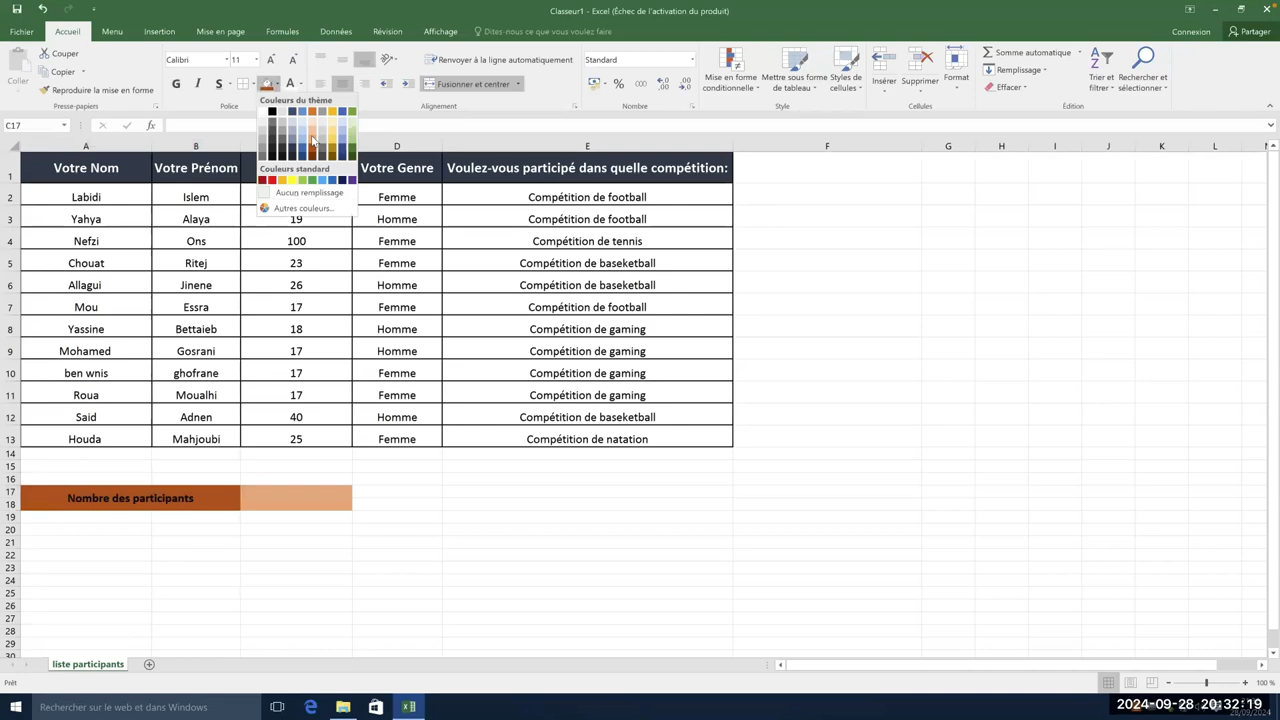 Classeur1 - Excel (Échec de l'activation du produit)
Fichier Accueil Menu Insertion Mise en page Formules Données Révision Affichage Dites-nous ce que vous voulez faire Connexion Partager
Coller
Couper
Copier
Reproduire la mise en forme
Presse-papiers
Calibri 11
G I S
Police
Renvoyer à la ligne automatiquement
Fusionner et centrer
Alignement
Standard
Nombre
Mise en forme conditionnelle
Mettre sous forme de tableau
Styles de cellules
Style
Insérer Supprimer Format
Cellules
Somme automatique
Remplissage
Effacer
Trier et filtrer
Rechercher et sélectionner
Édition
Couleurs du thème
Couleurs standard
Aucun remplissage
Autres couleurs...
C17
A B D E F G H I J K L
Votre Nom Votre Prénom Votre Genre Voulez-vous participé dans quelle compétition:
2 Labidi Islem Femme Compétition de football
3 Yahya Alaya 19 Homme Compétition de football
4 Nefzi Ons 100 Femme Compétition de tennis
5 Chouat Ritej 23 Femme Compétition de baseketball
6 Allagui Jinene 26 Homme Compétition de baseketball
7 Mou Essra 17 Femme Compétition de football
8 Yassine Bettaieb 18 Homme Compétition de gaming
9 Mohamed Gosrani 17 Homme Compétition de gaming
10 ben wnis ghofrane 17 Femme Compétition de gaming
11 Roua Moualhi 17 Femme Compétition de gaming
12 Said Adnen 40 Homme Compétition de basketball
13 Houda Mahjoubi 25 Femme Compétition de natation
14
15
16
17
Nombre des participants
18
19
20
21
22
23
24
25
26
27
28
29
30
liste participants
Prêt
100 %
Rechercher sur le web et dans Windows
2024-09-28 20:32:19